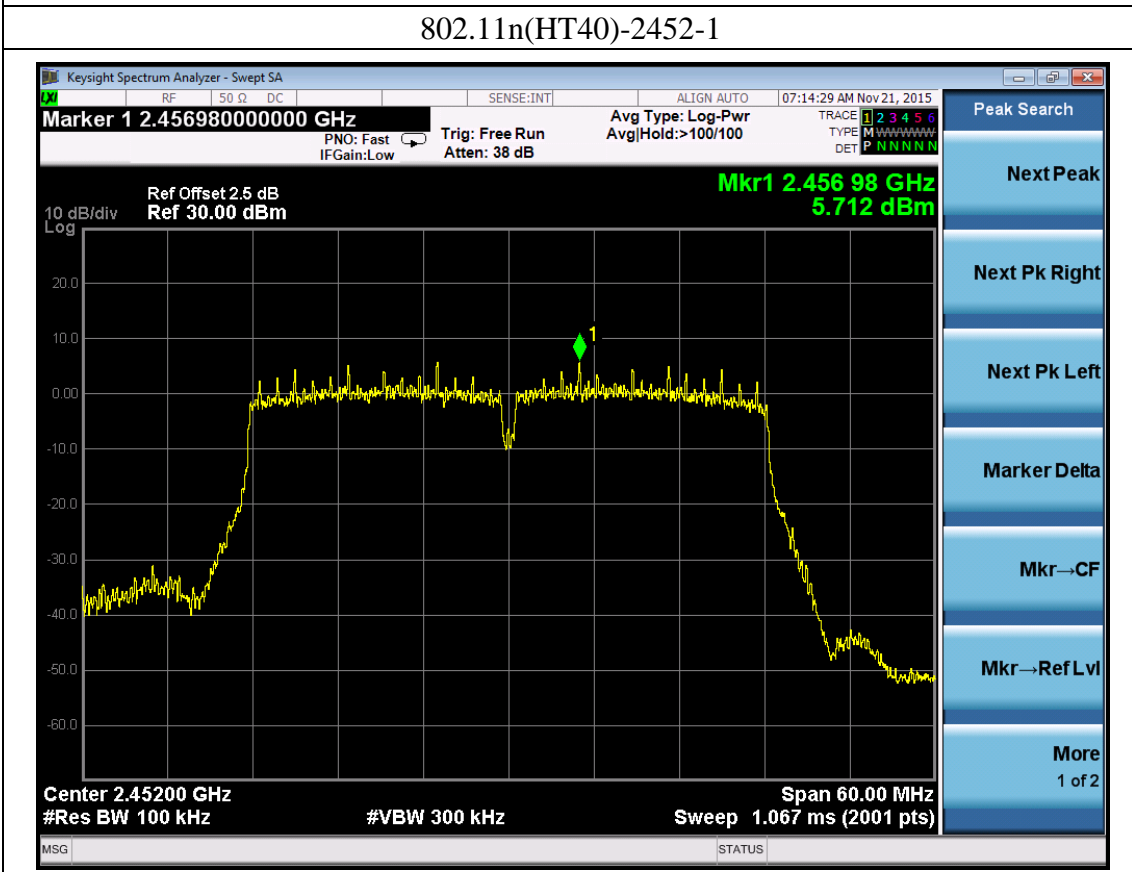 802.11n(HT40)-2452-1
Keysight Spectrum Analyzer - Swept SA
LXI RF 50 Ω DC SENSE:INT ALIGN AUTO 07:14:29 AM Nov 21, 2015
Marker 1 2.456980000000 GHz
PNO: Fast
IFGain:Low
Trig: Free Run
Atten: 38 dB
Avg Type: Log-Pwr
Avg|Hold:>100/100
TRACE 1 2 3 4 5 6
TYPE M WWWWW
DET P N N N N N
Peak Search
Mkr1 2.456 98 GHz
5.712 dBm
Ref Offset 2.5 dB
10 dB/div Ref 30.00 dBm
Log
20.0
10.0
0.00
-10.0
-20.0
-30.0
-40.0
-50.0
-60.0
1
Center 2.45200 GHz Span 60.00 MHz
#Res BW 100 kHz #VBW 300 kHz Sweep 1.067 ms (2001 pts)
MSG STATUS
Next Peak
Next Pk Right
Next Pk Left
Marker Delta
Mkr→CF
Mkr→Ref Lvl
More
1 of 2